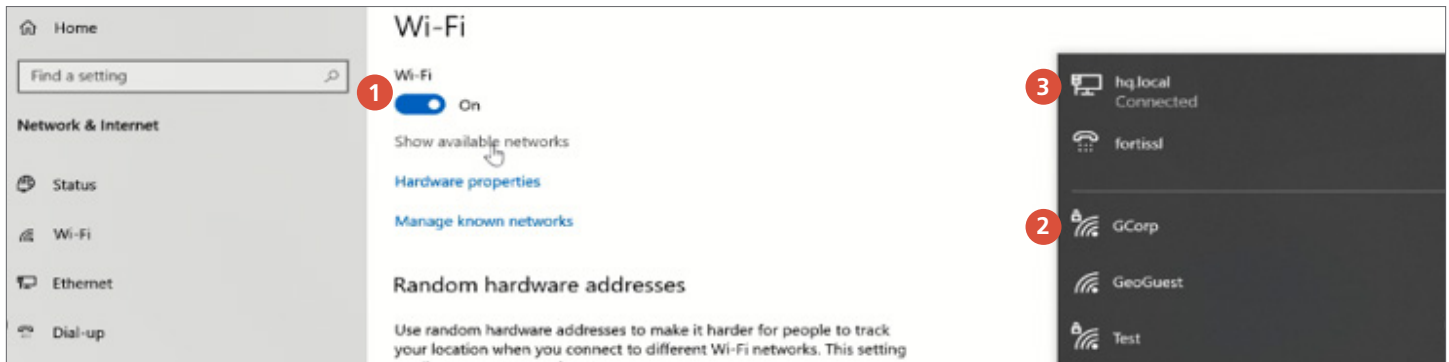 Home
Find a setting
Network & Internet
Status
Wi-Fi
Ethernet
Dial-up
Wi-Fi
Wi-Fi
1
On
Show available networks
Hardware properties
Manage known networks
Random hardware addresses
Use random hardware addresses to make it harder for people to track
your location when you connect to different Wi-Fi networks. This setting
3
hq.local
Connected
fortissl
2
GCorp
GeoGuest
Test